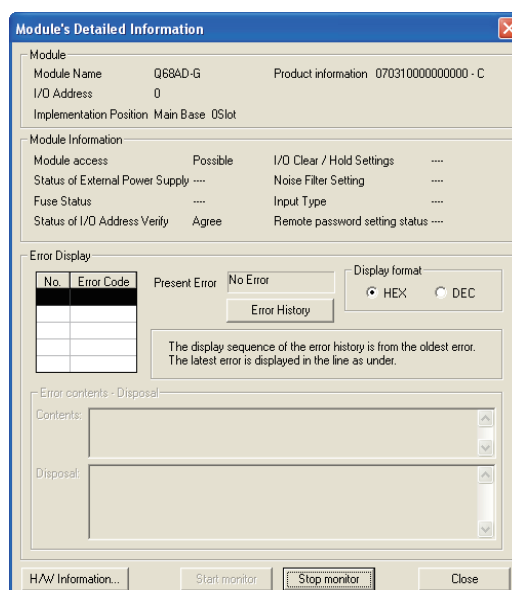 Module's Detailed Information
Module
Module Name Q68AD-G Product information 070310000000000 - C
I/O Address 0
Implementation Position Main Base 0Slot
Module Information
Module access Possible I/O Clear / Hold Settings ----
Status of External Power Supply ---- Noise Filter Setting ----
Fuse Status ---- Input Type ----
Status of I/O Address Verify Agree Remote password setting status ----
Error Display
No. Error Code
Present Error No Error
Display format
HEX DEC
Error History
The display sequence of the error history is from the oldest error.
The latest error is displayed in the line as under.
Error contents - Disposal
Contents:
Disposal:
H/W Information... Start monitor Stop monitor Close